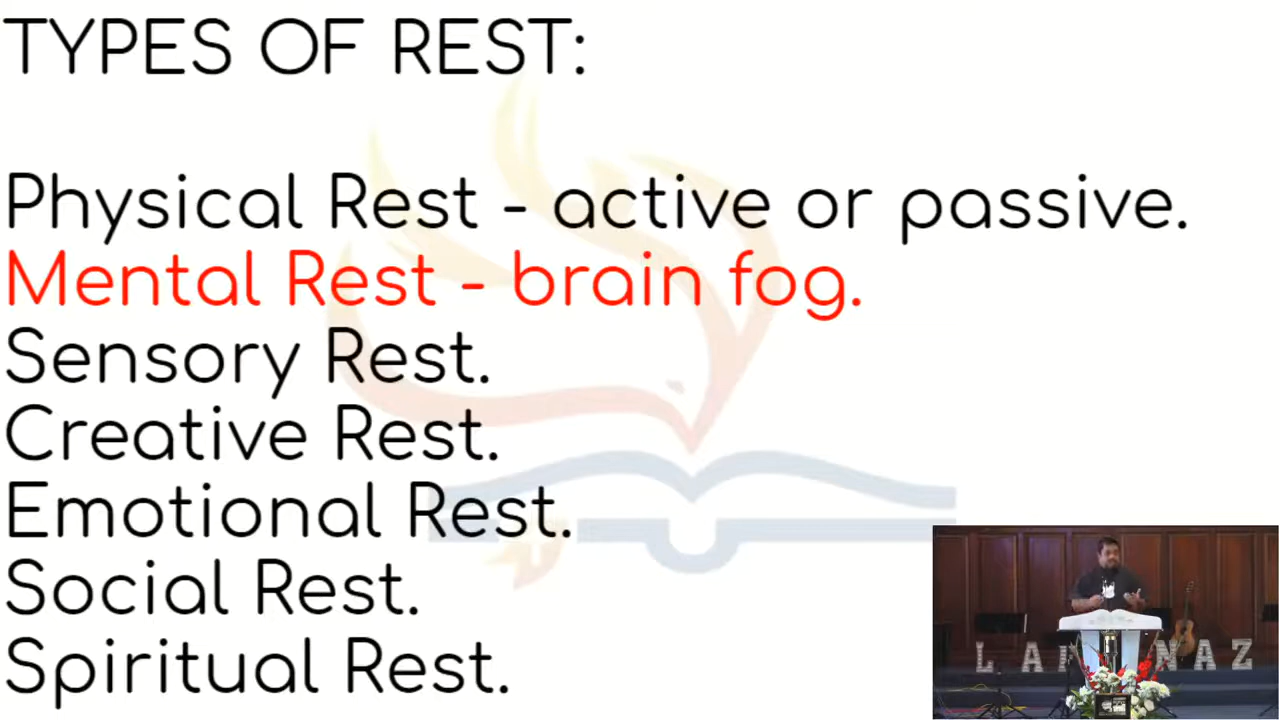 TYPES OF REST:
Physical Rest - active or passive.
Mental Rest - brain fog.
Sensory Rest.
Creative Rest.
Emotional Rest.
Social Rest.
Spiritual Rest.
NAZ